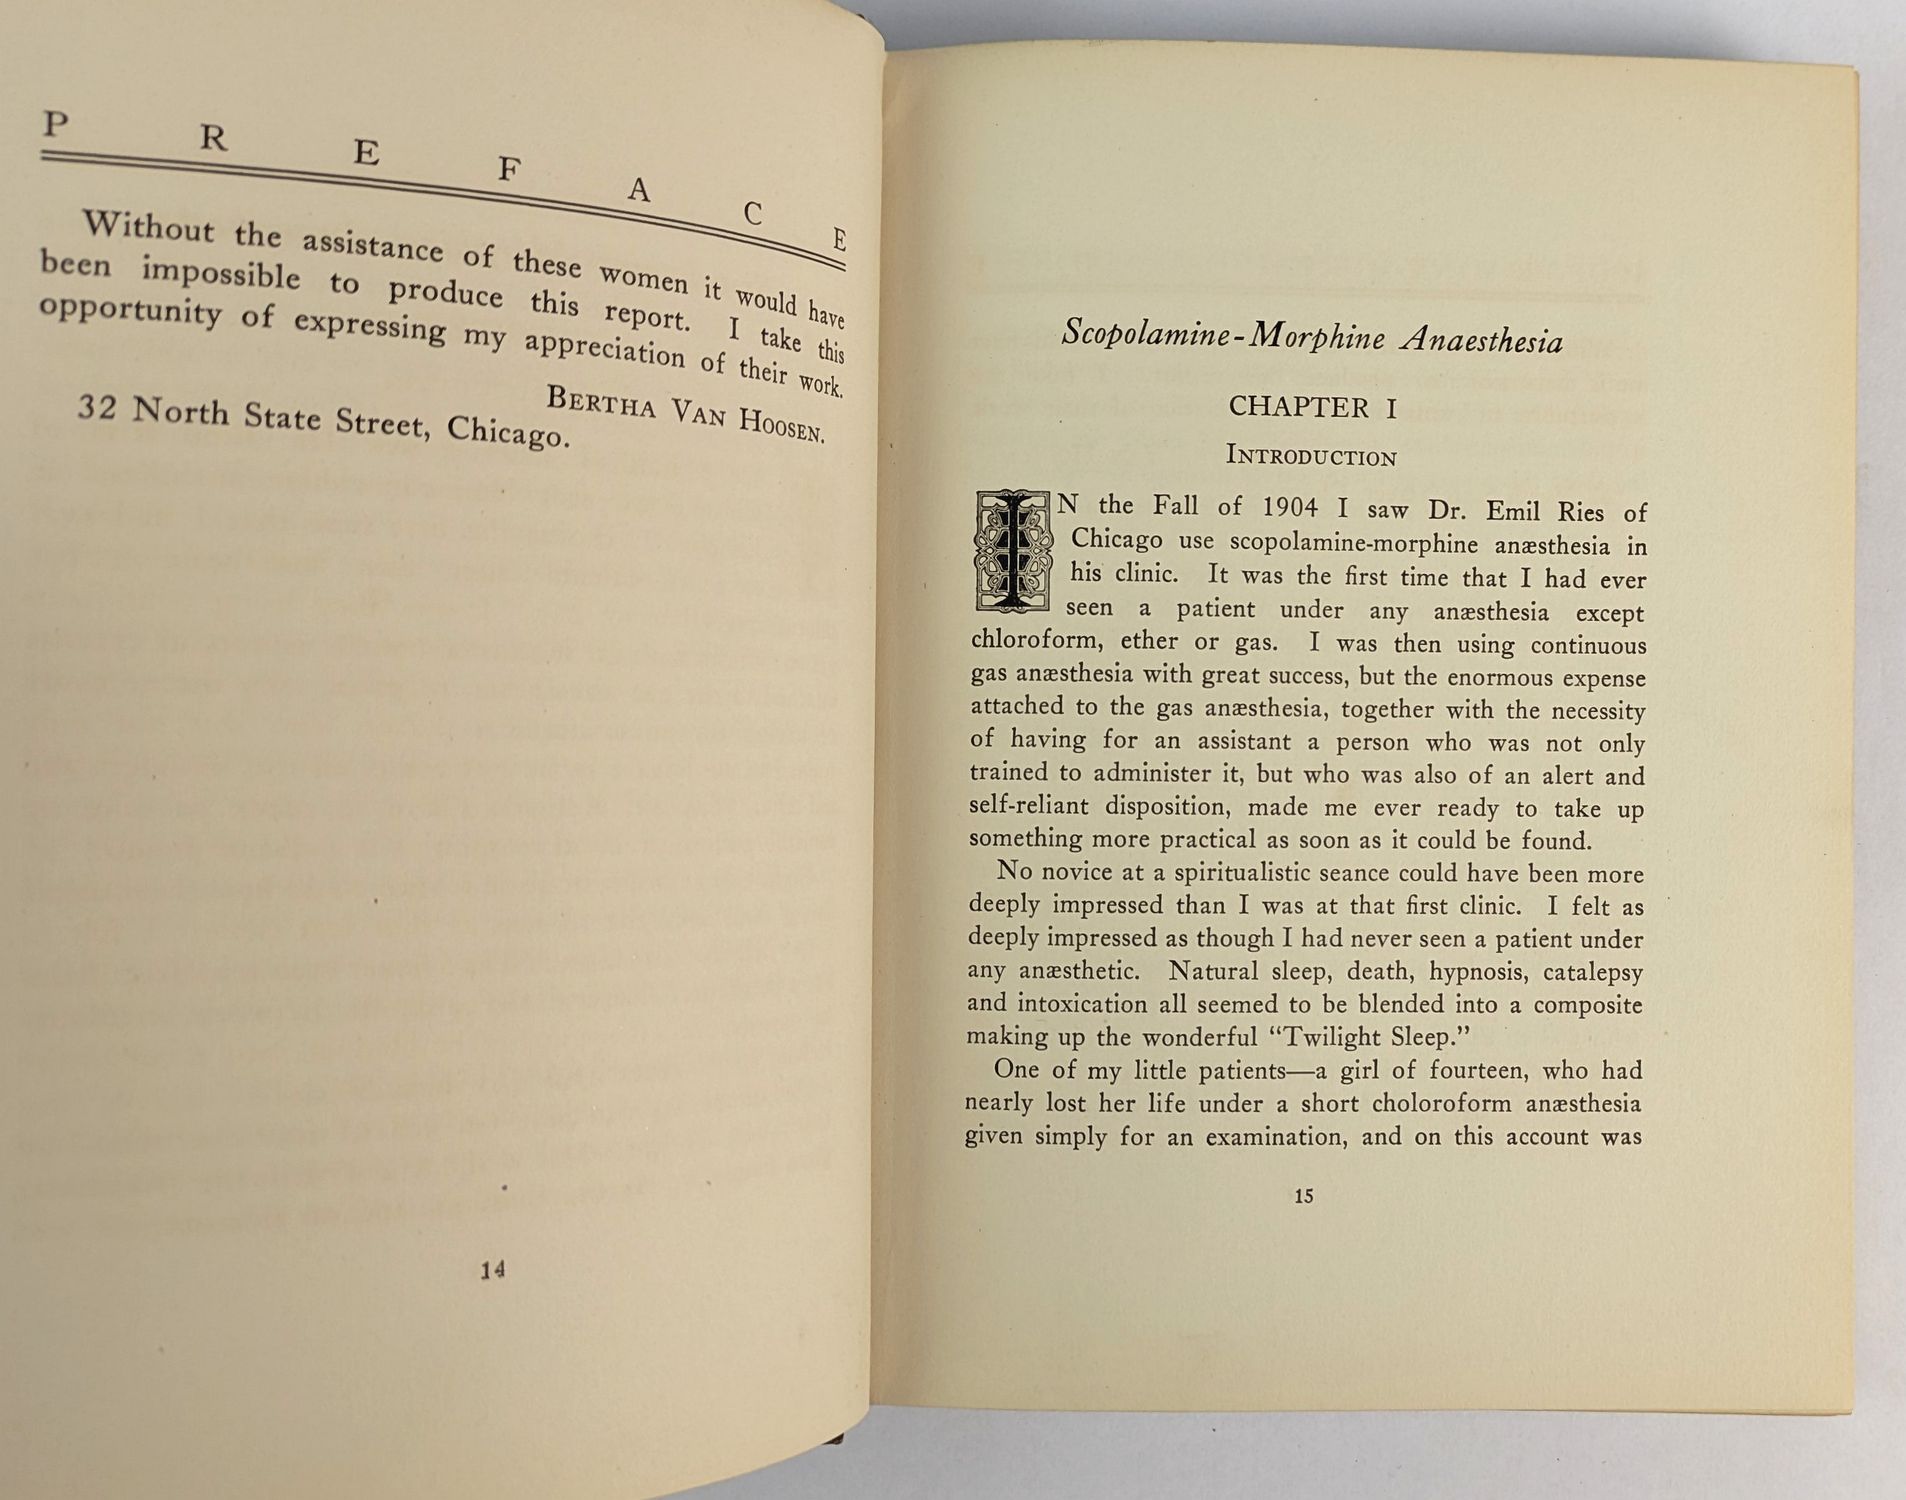 PREFACE
Without the assistance of these women it would have
been impossible to produce this report. I take this
opportunity of expressing my appreciation of their work.
BERTHA VAN HOOSEN.
32 North State Street, Chicago.
14
Scopolamine-Morphine Anaesthesia
CHAPTER I
INTRODUCTION
IN the Fall of 1904 I saw Dr. Emil Ries of
Chicago use scopolamine-morphine anæsthesia in
his clinic. It was the first time that I had ever
seen a patient under any anæsthesia except
chloroform, ether or gas. I was then using continuous
gas anæsthesia with great success, but the enormous expense
attached to the gas anæsthesia, together with the necessity
of having for an assistant a person who was not only
trained to administer it, but who was also of an alert and
self-reliant disposition, made me ever ready to take up
something more practical as soon as it could be found.
No novice at a spiritualistic seance could have been more
deeply impressed than I was at that first clinic. I felt as
deeply impressed as though I had never seen a patient under
any anæsthetic. Natural sleep, death, hypnosis, catalepsy
and intoxication all seemed to be blended into a composite
making up the wonderful “Twilight Sleep.”
One of my little patients—a girl of fourteen, who had
nearly lost her life under a short choloroform anæsthesia
given simply for an examination, and on this account was
15